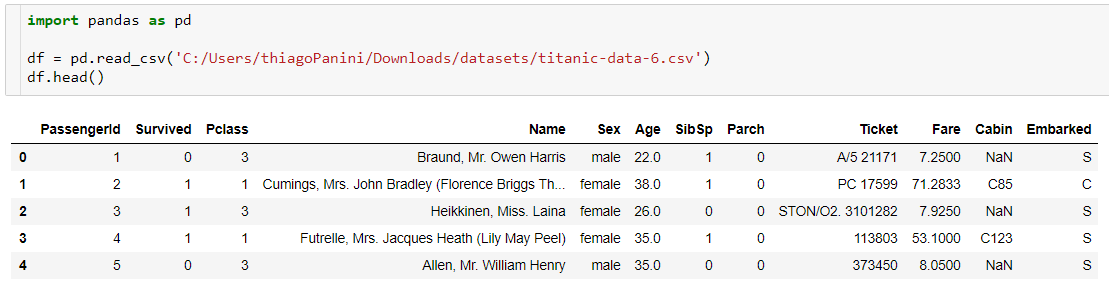 import pandas as pd
df = pd.read_csv('C:/Users/thiagoPanini/Downloads/datasets/titanic-data-6.csv')
df.head()
PassengerId Survived Pclass Name Sex Age SibSp Parch Ticket Fare Cabin Embarked
0 1 0 3 Braund, Mr. Owen Harris male 22.0 1 0 A/5 21171 7.2500 NaN S
1 2 1 1 Cumings, Mrs. John Bradley (Florence Briggs Th... female 38.0 1 0 PC 17599 71.2833 C85 C
2 3 1 3 Heikkinen, Miss. Laina female 26.0 0 0 STON/O2. 3101282 7.9250 NaN S
3 4 1 1 Futrelle, Mrs. Jacques Heath (Lily May Peel) female 35.0 1 0 113803 53.1000 C123 S
4 5 0 3 Allen, Mr. William Henry male 35.0 0 0 373450 8.0500 NaN S